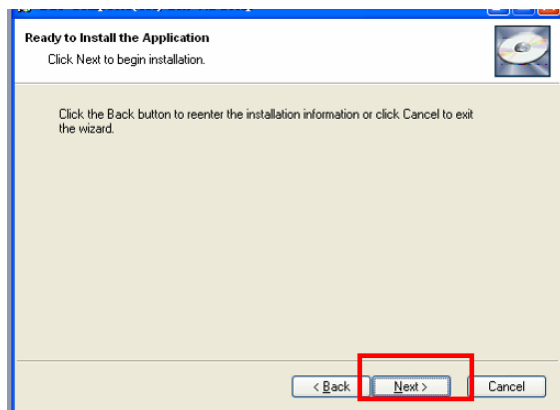 Ready to Install the Application
Click Next to begin installation.
Click the Back button to reenter the installation information or click Cancel to exit
the wizard.
< Back
Next >
Cancel